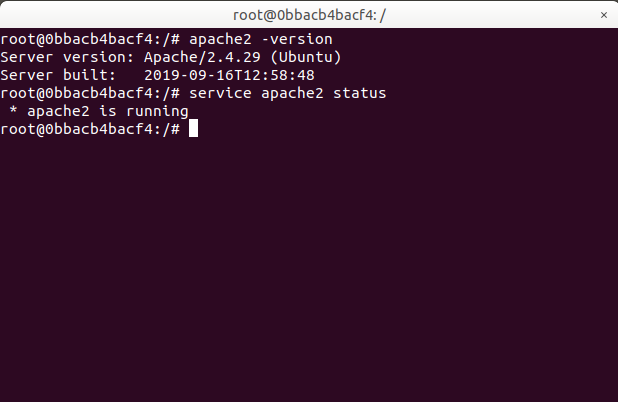 root@0bbacb4bacf4: /
×
root@0bbacb4bacf4:/# apache2 -version
Server version: Apache/2.4.29 (Ubuntu)
Server built:   2019-09-16T12:58:48
root@0bbacb4bacf4:/# service apache2 status
 * apache2 is running
root@0bbacb4bacf4:/#